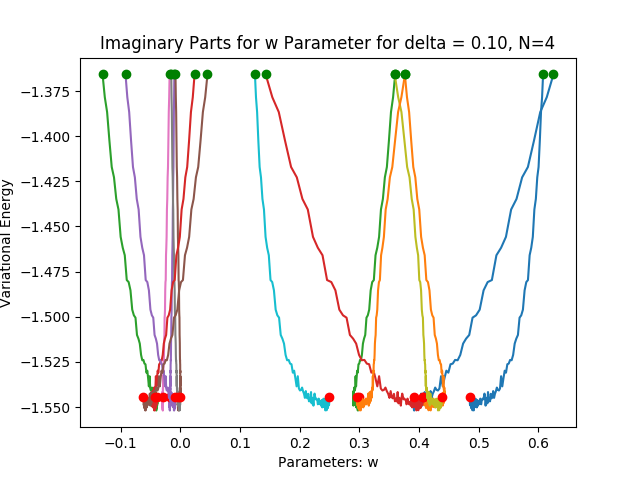 Imaginary Parts for w Parameter for delta = 0.10, N=4
Variational Energy
−1.375
−1.400
−1.425
−1.450
−1.475
−1.500
−1.525
−1.550
−0.1 0.0 0.1 0.2 0.3 0.4 0.5 0.6
Parameters: w